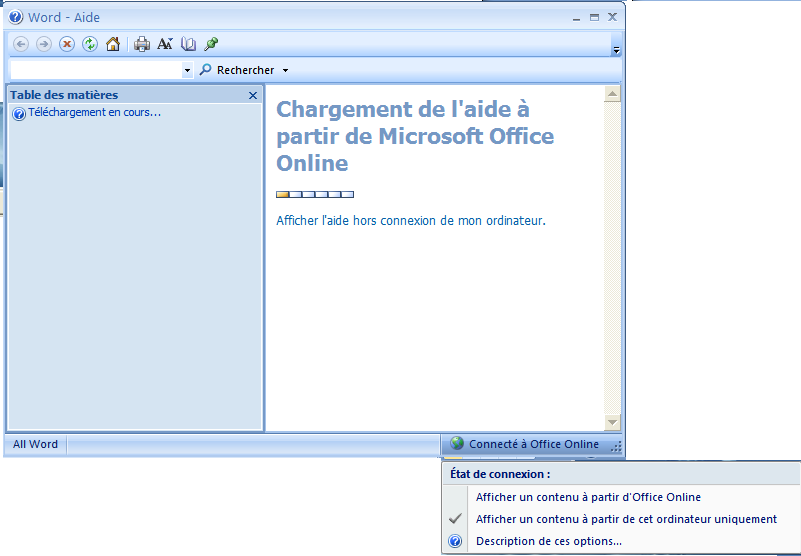 Word - Aide
Rechercher
Table des matières
Téléchargement en cours...
Chargement de l'aide à
partir de Microsoft Office
Online
Afficher l'aide hors connexion de mon ordinateur.
All Word
Connecté à Office Online
État de connexion :
Afficher un contenu à partir d'Office Online
Afficher un contenu à partir de cet ordinateur uniquement
Description de ces options...